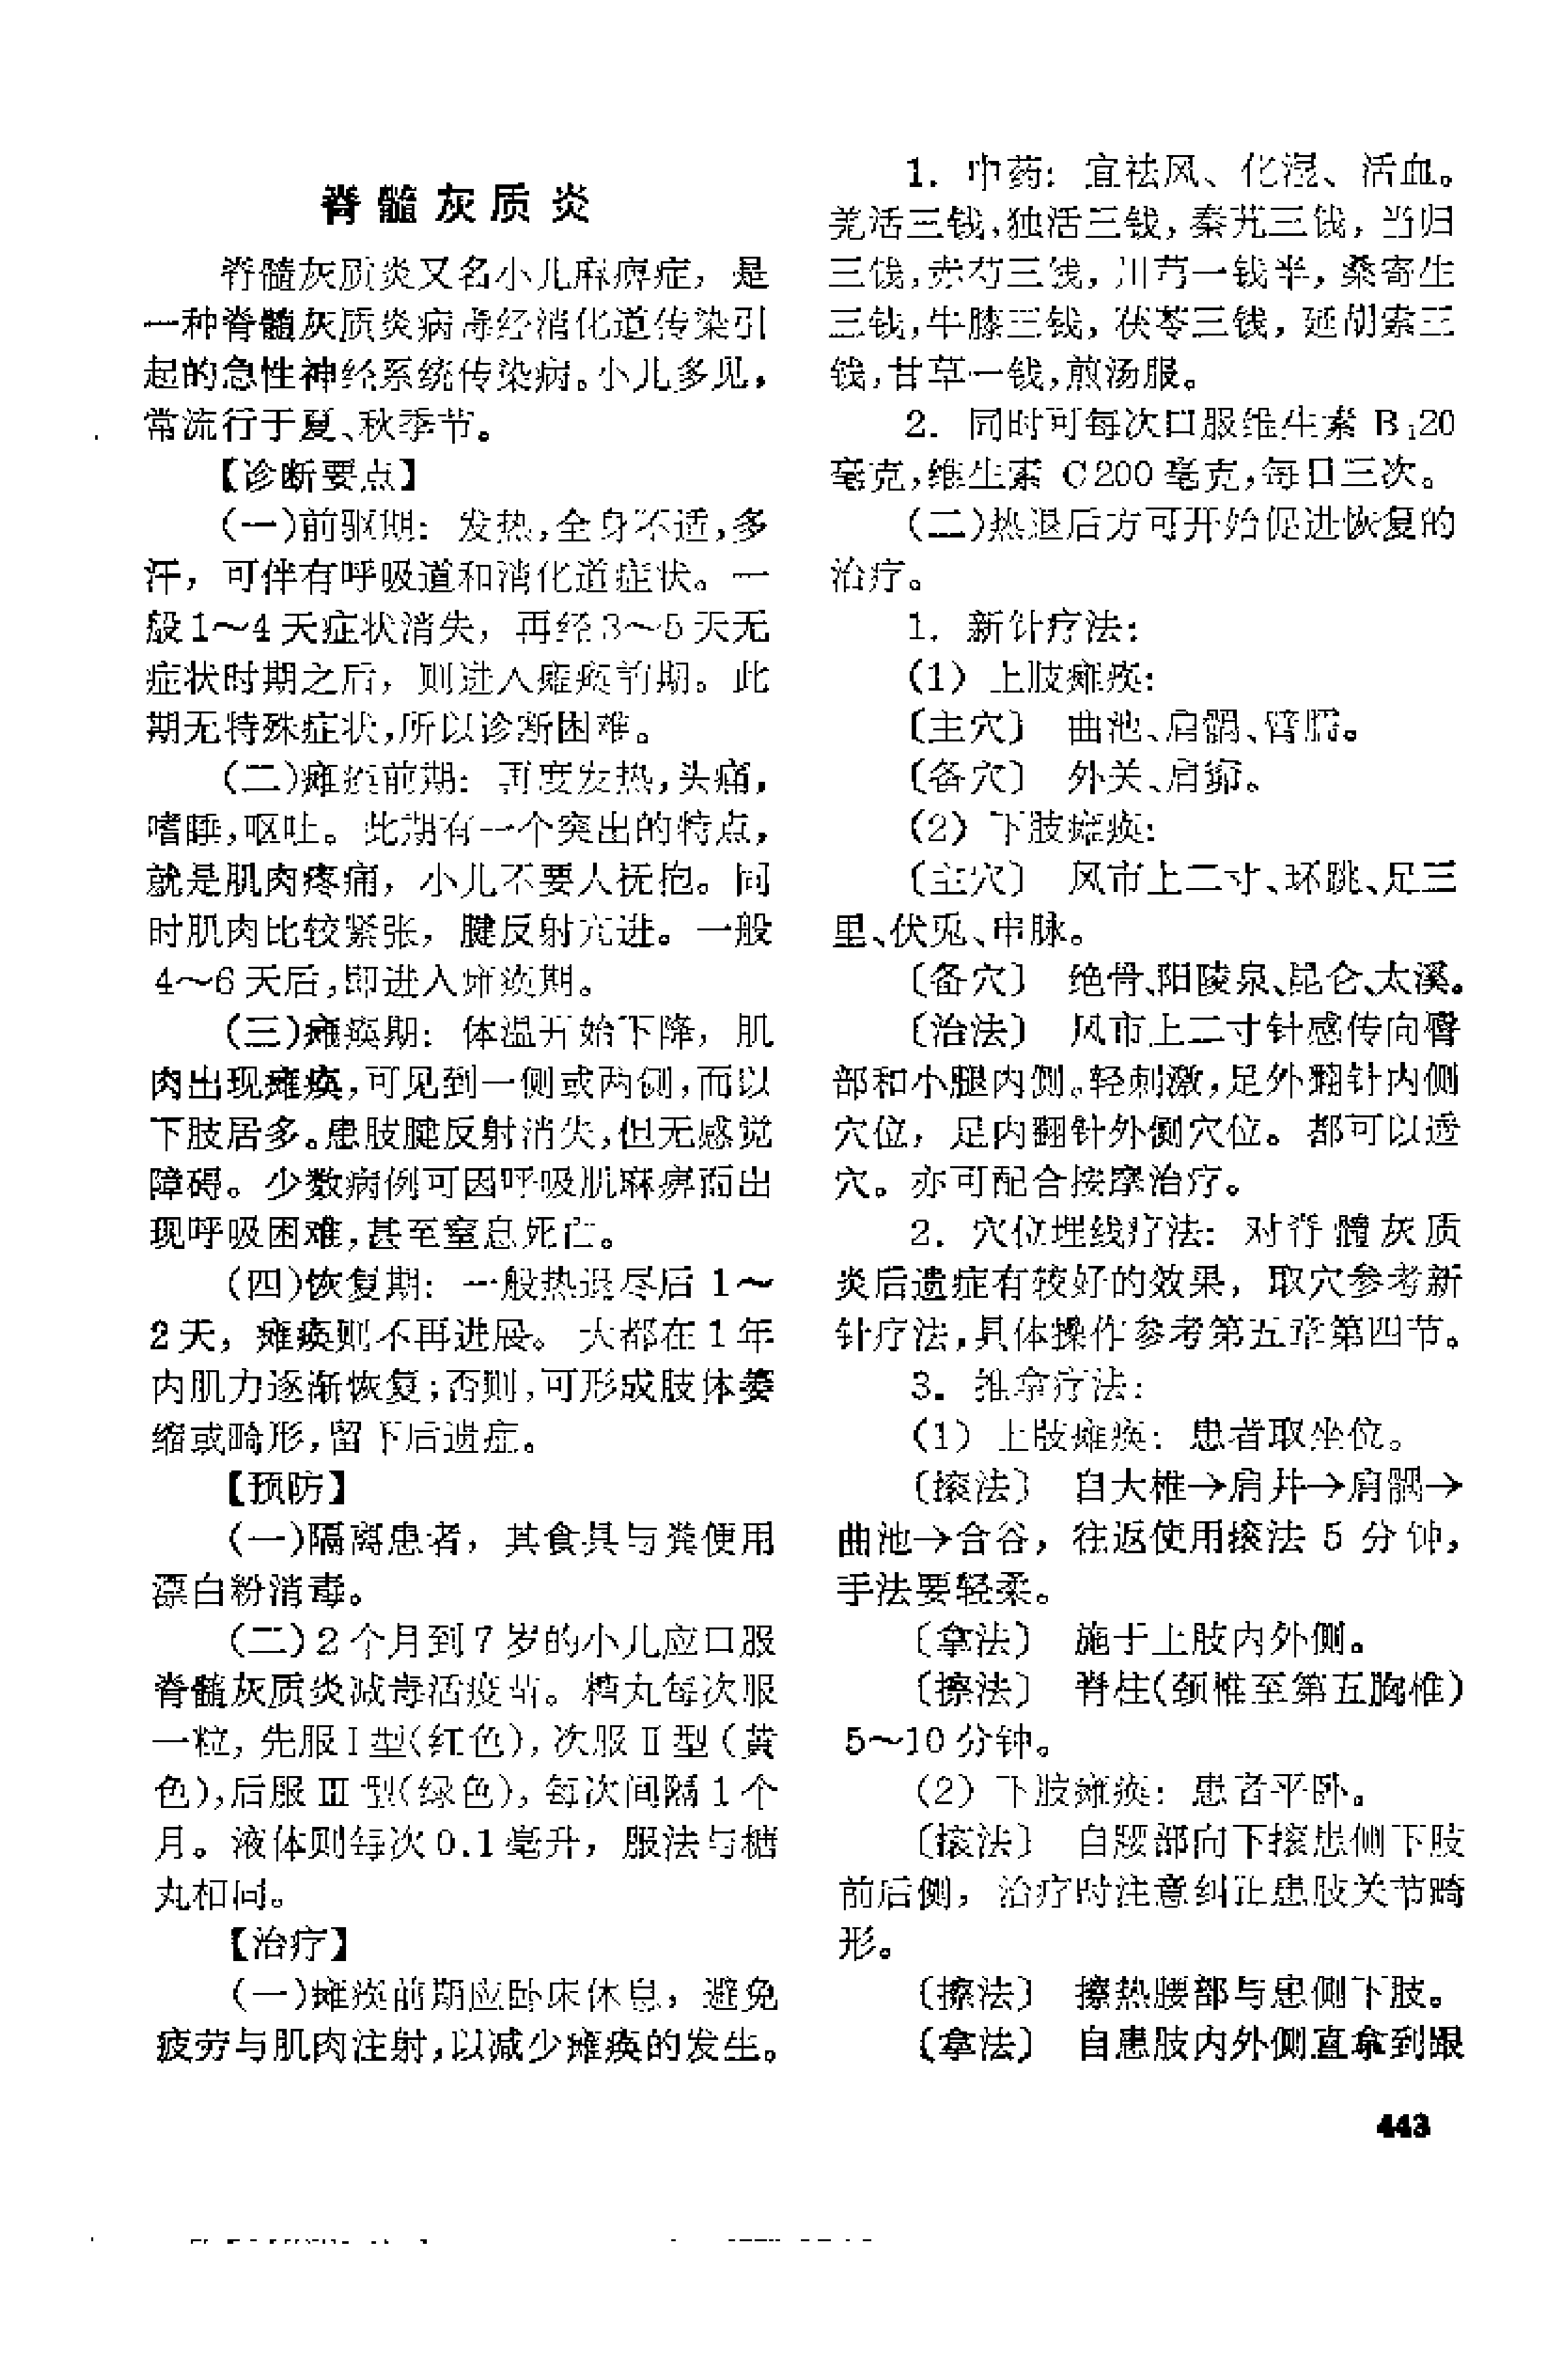 脊髓灰质炎
脊髓灰质炎又名小儿麻痹症，是
一种脊髓灰质炎病毒经消化道传染引
起的急性神经系统传染病。小儿多见，
常流行于夏、秋季节。
【诊断要点】
(一)前驱期：发热，全身不适，多
汗，可伴有呼吸道和消化道症状。一
般1～4天症状消失，再经3～5天无
症状时期之后，则进入瘫痪前期。此
期无特殊症状，所以诊断困难。
(二)瘫痪前期：再度发热，头痛，
嗜睡，呕吐。此期有一个突出的特点，
就是肌肉疼痛，小儿不要人抚抱。同
时肌肉比较紧张，腱反射亢进。一般
4～6天后，即进入瘫痪期。
(三)瘫痪期：体温开始下降，肌
肉出现瘫痪，可见到一侧或两侧，而以
下肢居多。患肢腱反射消失，但无感觉
障碍。少数病例可因呼吸肌麻痹而出
现呼吸困难，甚至窒息死亡。
(四)恢复期：一般热退尽后1～
2天，瘫痪则不再进展。大都在1年
内肌力逐渐恢复；否则，可形成肢体萎
缩或畸形，留下后遗症。
【预防】
(一)隔离患者，其食具与粪便用
漂白粉消毒。
(二)2个月到7岁的小儿应口服
脊髓灰质炎减毒活疫苗。糖丸每次服
一粒，先服Ⅰ型(红色)，次服Ⅱ型(黄
色)，后服Ⅲ型(绿色)，每次间隔1个
月。液体则每次0.1毫升，服法与糖
丸相同。
【治疗】
(一)瘫痪前期应卧床休息，避免
疲劳与肌肉注射，以减少瘫痪的发生。
1. 中药：宜祛风、化湿、活血。
羌活三钱，独活三钱，秦艽三钱，当归
三钱，赤芍三钱，川芎一钱半，桑寄生
三钱，牛膝三钱，茯苓三钱，延胡索三
钱，甘草一钱，煎汤服。
2. 同时可每次口服维生素 B₁20
毫克，维生素 C200毫克，每日三次。
(二)热退后方可开始促进恢复的
治疗。
1. 新针疗法：
(1) 上肢瘫痪：
〔主穴〕 曲池、肩髃、臂臑。
〔备穴〕 外关、肩髎。
(2) 下肢瘫痪：
〔主穴〕 风市上二寸、环跳、足三
里、伏兔、申脉。
〔备穴〕 绝骨、阳陵泉、昆仑、太溪。
〔治法〕 风市上二寸针感传向臀
部和小腿内侧。轻刺激，足外翻针内侧
穴位，足内翻针外侧穴位。都可以透
穴。亦可配合按摩治疗。
2. 穴位埋线疗法：对脊髓灰质
炎后遗症有较好的效果，取穴参考新
针疗法，具体操作参考第五章第四节。
3. 推拿疗法：
(1) 上肢瘫痪：患者取坐位。
〔㨰法〕 自大椎→肩井→肩髃→
曲池→合谷，往返使用㨰法 5 分钟，
手法要轻柔。
〔拿法〕 施于上肢内外侧。
〔擦法〕 脊柱(颈椎至第五胸椎)
5～10分钟。
(2) 下肢瘫痪：患者平卧。
〔㨰法〕 自腰部向下㨰患侧下肢
前后侧，治疗时注意纠正患肢关节畸
形。
〔擦法〕 擦热腰部与患侧下肢。
〔拿法〕 自患肢内外侧直拿到跟
443